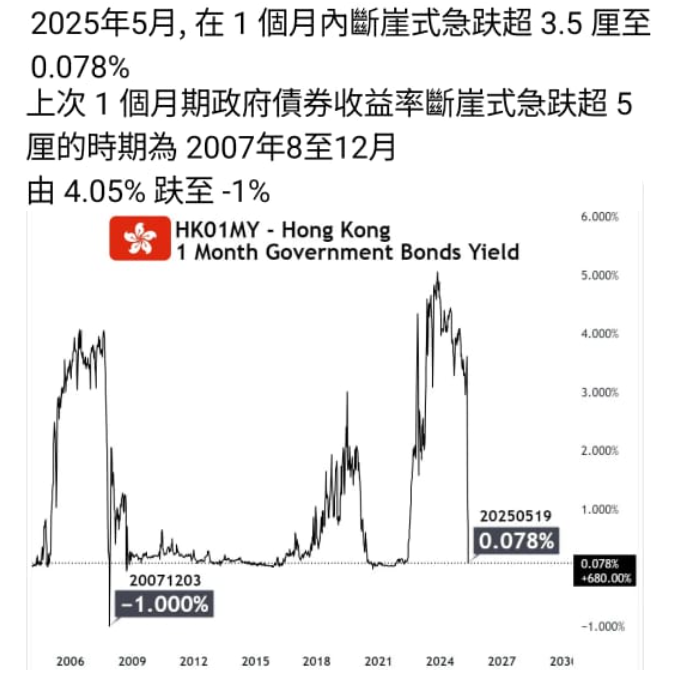 2025年5月, 在 1 個月內斷崖式急跌超 3.5 厘至
0.078%
上次 1 個月期政府債券收益率斷崖式急跌超 5
厘的時期為 2007年8至12月
由 4.05% 跌至 -1%
HK01MY - Hong Kong
1 Month Government Bonds Yield
6.000%
5.000%
4.000%
3.000%
2.000%
1.000%
20250519
0.078%
0.078%
+680.00%
20071203
-1.000%
-1.000%
2006 2009 2012 2015 2018 2021 2024 2027